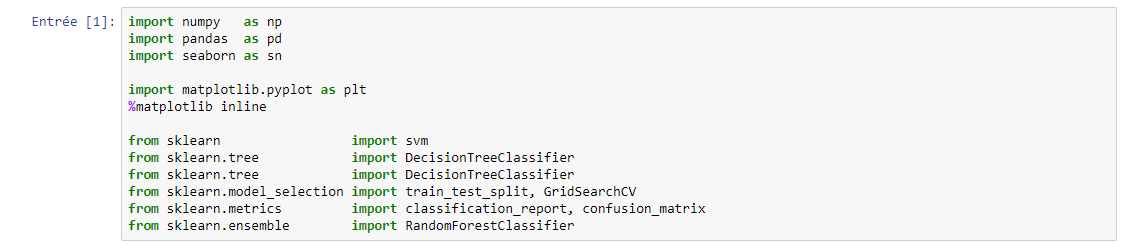 Entrée [1]: import numpy   as np
import pandas  as pd
import seaborn as sn

import matplotlib.pyplot as plt
%matplotlib inline

from sklearn                 import svm
from sklearn.tree            import DecisionTreeClassifier
from sklearn.tree            import DecisionTreeClassifier
from sklearn.model_selection import train_test_split, GridSearchCV
from sklearn.metrics         import classification_report, confusion_matrix
from sklearn.ensemble        import RandomForestClassifier